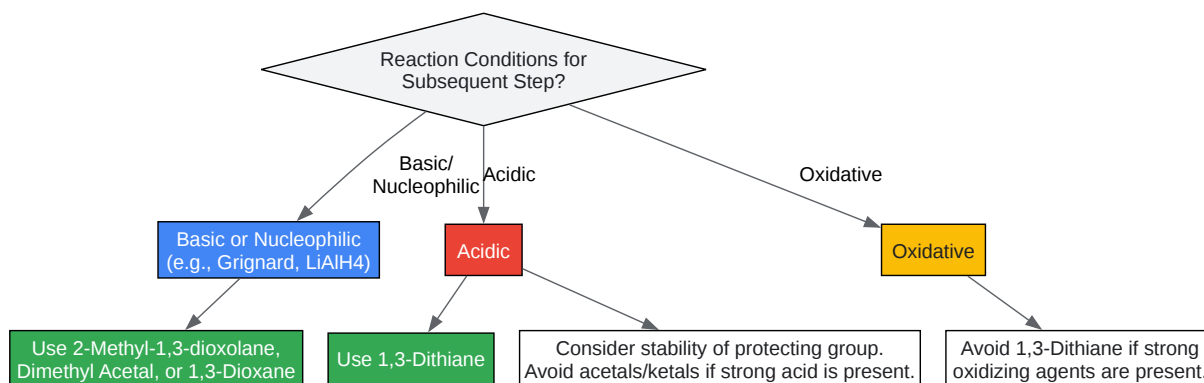 Reaction Conditions for
Subsequent Step?
Basic/
Nucleophilic
Acidic
Oxidative
Basic or Nucleophilic
(e.g., Grignard, LiAlH4)
Acidic
Oxidative
Use 2-Methyl-1,3-dioxolane,
Dimethyl Acetal, or 1,3-Dioxane
Use 1,3-Dithiane
Consider stability of protecting group.
Avoid acetals/ketals if strong acid is present.
Avoid 1,3-Dithiane if strong
oxidizing agents are present.